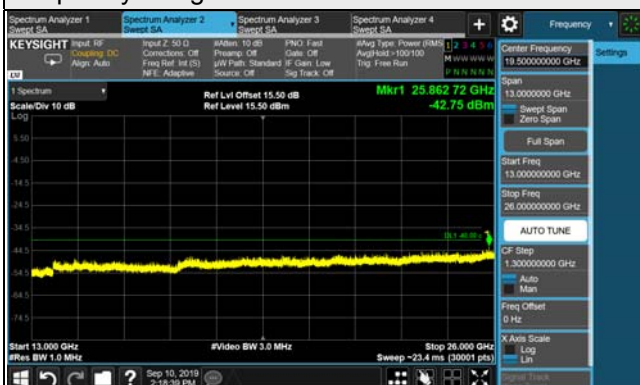 Spectrum Analyzer 1
Swept SA
Spectrum Analyzer 2
Swept SA
Spectrum Analyzer 3
Swept SA
Spectrum Analyzer 4
Swept SA
+
Frequency
KEYSIGHT
Input: RF
Coupling: DC
Align: Auto
Input Z: 50 Ω
Corrections: Off
Freq Ref: Int (S)
NFE: Adaptive
#Atten: 10 dB
Preamp: Off
µW Path: Standard
Source: Off
PNO: Fast
Gate: Off
IF Gain: Low
Sig Track: Off
#Avg Type: Power (RMS
Avg|Hold:>100/100
Trig: Free Run
1 2 3 4 5 6
M W W W W W
P N N N N N
LXI
1 Spectrum
Scale/Div 10 dB
Log
Ref Lvl Offset 15.50 dB
Ref Level 15.50 dBm
Mkr1 25.862 72 GHz
-42.75 dBm
5.50
-4.50
-14.5
-24.5
-34.5
-44.5
-54.5
-64.5
-74.5
Start 13.000 GHz
#Res BW 1.0 MHz
#Video BW 3.0 MHz
Stop 26.000 GHz
Sweep ~23.4 ms (30001 pts)
Center Frequency
19.500000000 GHz
Settings
Span
13.0000000 GHz
Swept Span
Zero Span
Full Span
Start Freq
13.000000000 GHz
Stop Freq
26.000000000 GHz
AUTO TUNE
CF Step
1.300000000 GHz
Auto
Man
Freq Offset
0 Hz
X Axis Scale
Log
Lin
Signal Track
Sep 10, 2019
2:18:39 PM